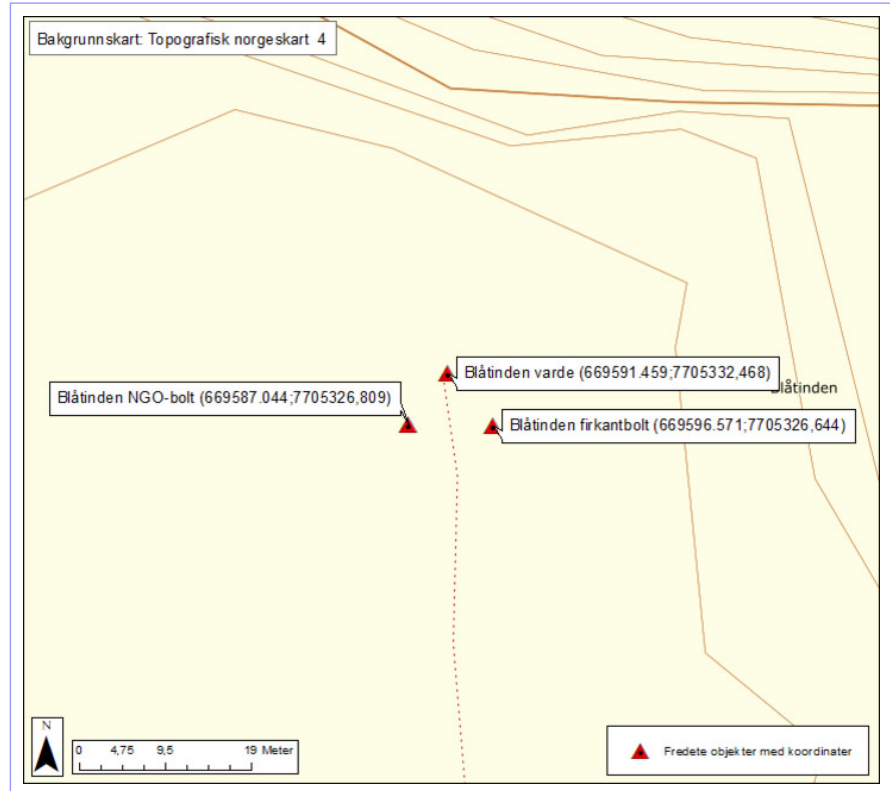 Bakgrunnskart: Topografisk norgeskart 4
Blåtinden varde (669591.459;7705332,468)
Blåtinden
Blåtinden NGO-bolt (669587.044;7705326,809)
Blåtinden firkantbolt (669596.571;7705326,644)
N
0 4,75 9,5 19 Meter
Fredete objekter med koordinater